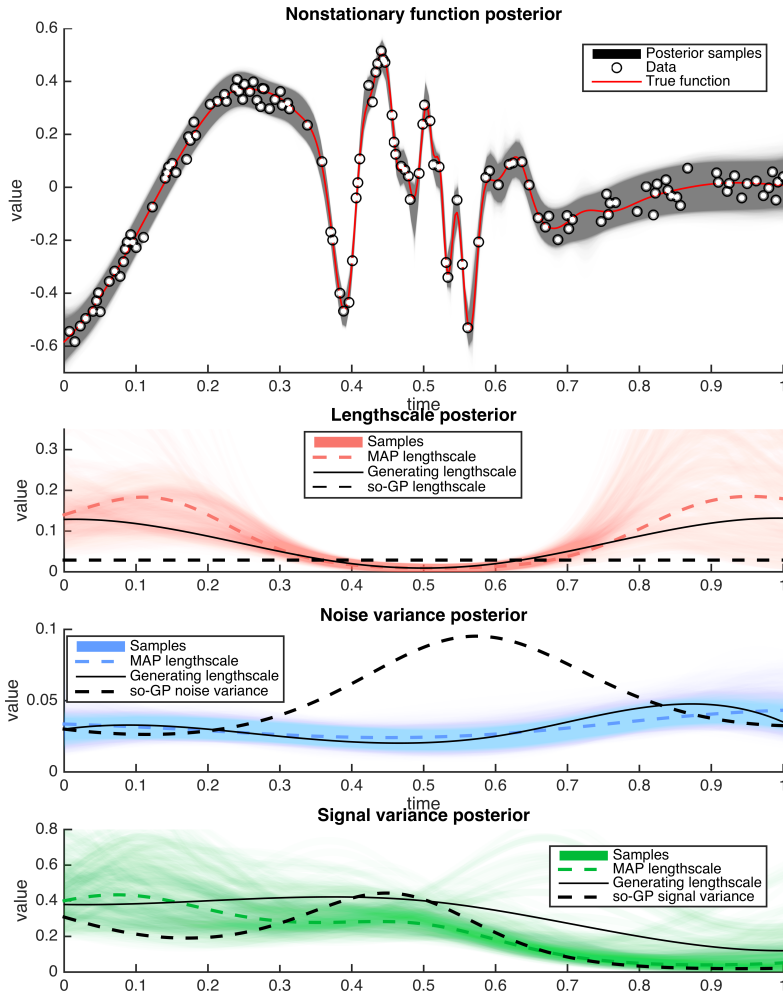 Nonstationary function posterior
0.6
0.4
0.2
0
-0.2
-0.4
-0.6
value
Posterior samples
Data
True function
0 0.1 0.2 0.3 0.4 0.5 0.6 0.7 0.8 0.9 1
time
Lengthscale posterior
0.3
0.2
0.1
0
value
Samples
MAP lengthscale
Generating lengthscale
so-GP lengthscale
0 0.1 0.2 0.3 0.4 0.5 0.6 0.7 0.8 0.9 1
Noise variance posterior
0.1
0.05
0
value
Samples
MAP lengthscale
Generating lengthscale
so-GP noise variance
0 0.1 0.2 0.3 0.4 0.5 0.6 0.7 0.8 0.9 1
time
Signal variance posterior
0.8
0.6
0.4
0.2
0
value
Samples
MAP lengthscale
Generating lengthscale
so-GP signal variance
0 0.1 0.2 0.3 0.4 0.5 0.6 0.7 0.8 0.9 1